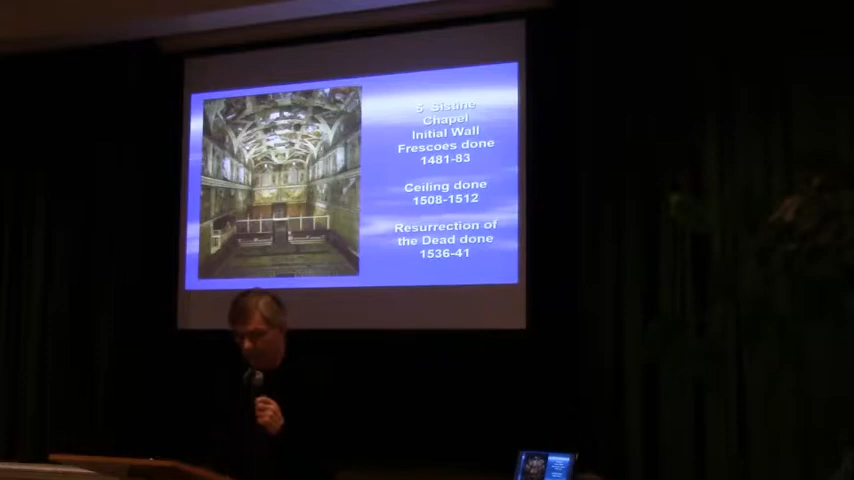 5 Sistine
Chapel
Initial Wall
Frescoes done
1481-83
Ceiling done
1508-1512
Resurrection of
the Dead done
1536-41